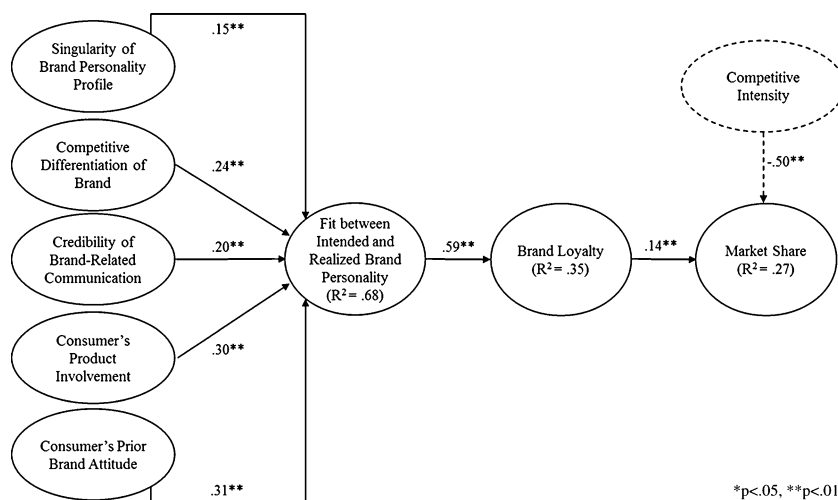 Singularity of
Brand Personality
Profile
.15**
Competitive
Differentiation of
Brand
.24**
Credibility of
Brand-Related
Communication
.20**
Consumer's
Product
Involvement
.30**
Consumer's Prior
Brand Attitude
.31**
Fit between
Intended and
Realized Brand
Personality
(R² = .68)
.59**
Brand Loyalty
(R² = .35)
.14**
Competitive
Intensity
-.50**
Market Share
(R² = .27)
*p<.05, **p<.01